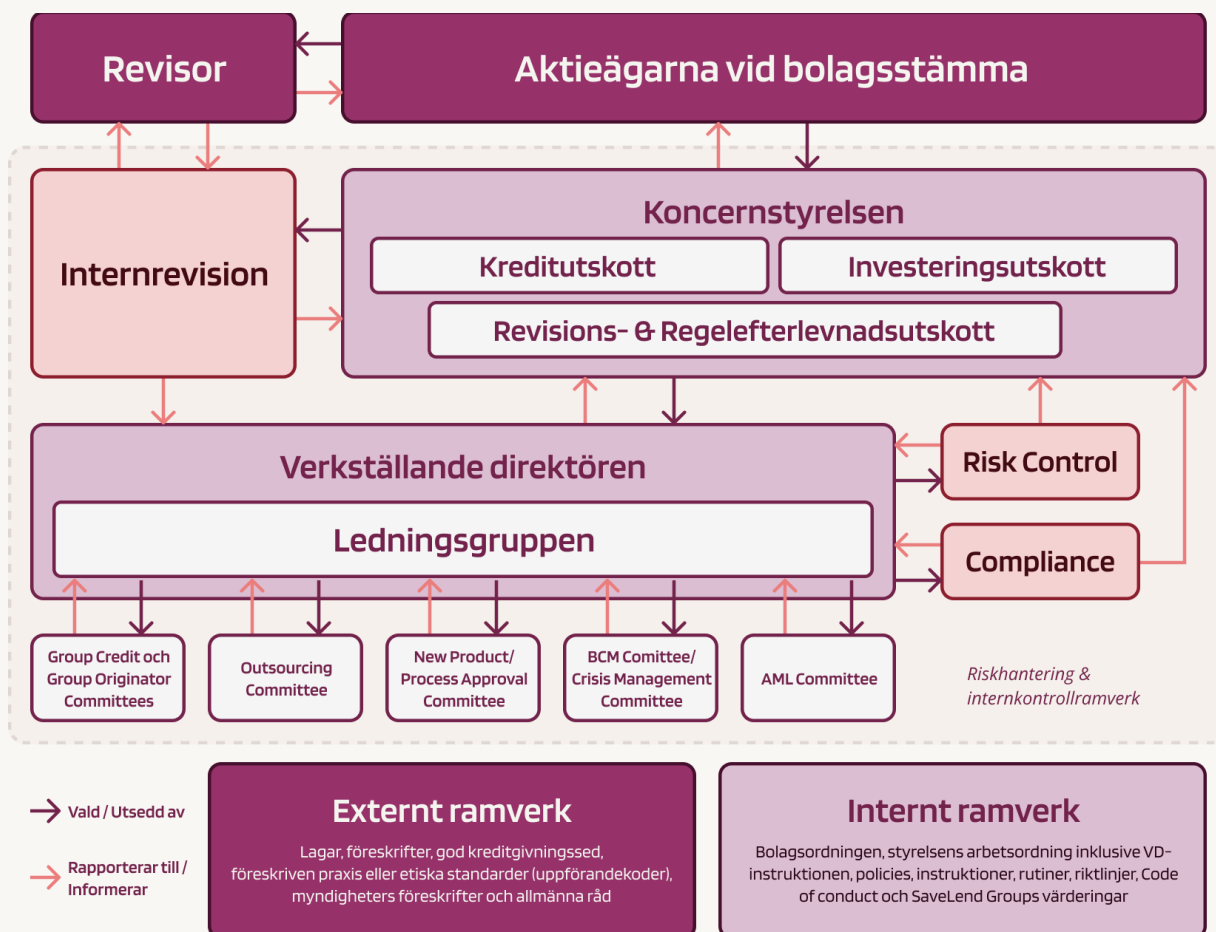 Revisor
Aktieägarna vid bolagsstämma
Internrevision
Koncernstyrelsen
Kreditutskott
Investeringsutskott
Revisions- & Regelefterlevnadsutskott
Verkställande direktören
Ledningsgruppen
Risk Control
Compliance
Group Credit och
Group Originator
Committees
Outsourcing
Committee
New Product/
Process Approval
Committee
BCM Comittee/
Crisis Management
Committee
AML Committee
Riskhantering &
internkontrollramverk
Vald / Utsedd av
Rapporterar till /
Informerar
Externt ramverk
Lagar, föreskrifter, god kreditgivningssed,
föreskriven praxis eller etiska standarder (uppförandekoder),
myndigheters föreskrifter och allmänna råd
Internt ramverk
Bolagsordningen, styrelsens arbetsordning inklusive VD-
instruktionen, policies, instruktioner, rutiner, riktlinjer, Code
of conduct och SaveLend Groups värderingar